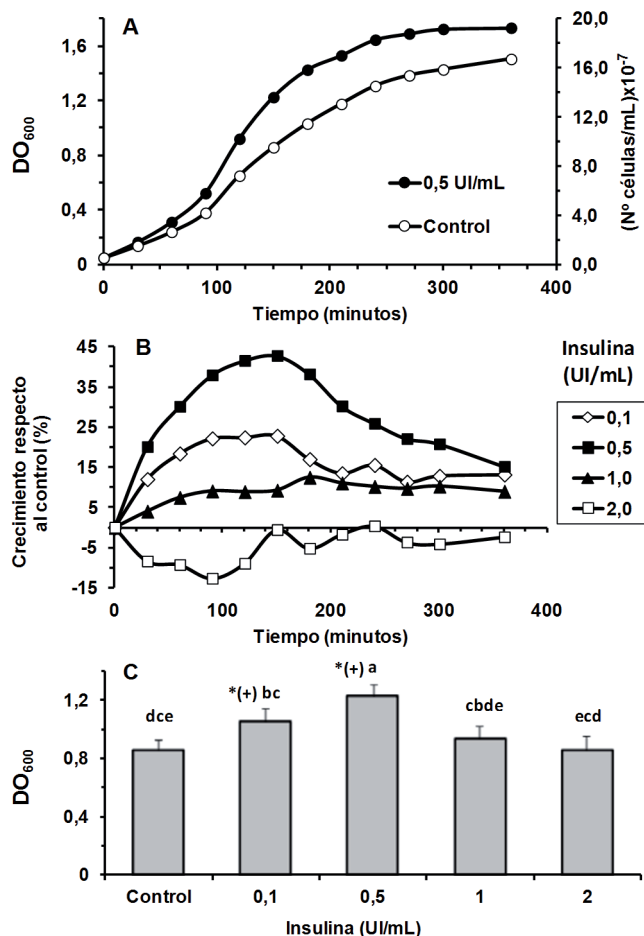 A
DO600
1,6
1,2
0,8
0,4
0
20,0
16,0
12,0
8,0
4,0
0,0
(Nº células/mL)x10-7
0,5 UI/mL
Control
0
100
200
300
400
Tiempo (minutos)
B
Crecimiento respecto
al control (%)
45
35
25
15
5
-5
-15
0
100
200
300
400
Tiempo (minutos)
Insulina
(UI/mL)
0,1
0,5
1,0
2,0
C
DO600
1,2
0,8
0,4
0
dce
*(+) bc
*(+) a
cbde
ecd
Control
0,1
0,5
1
2
Insulina (UI/mL)